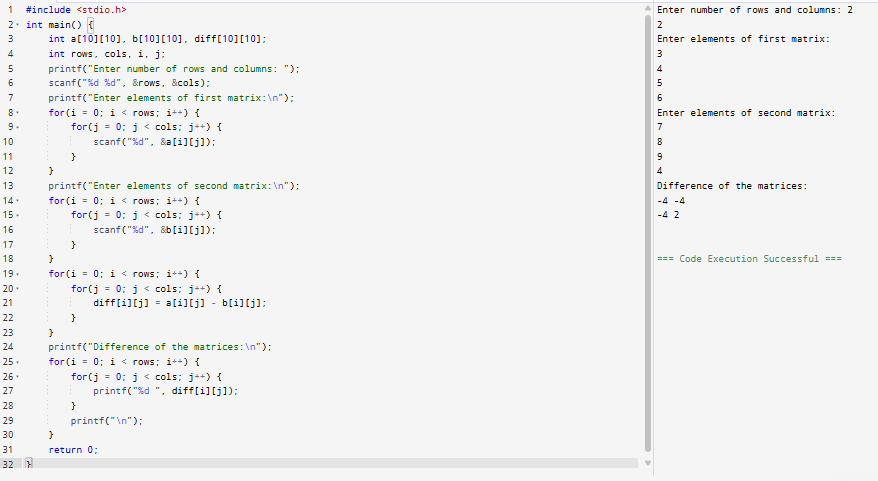 1 #include <stdio.h>
2 int main() {
3     int a[10][10], b[10][10], diff[10][10];
4     int rows, cols, i, j;
5     printf("Enter number of rows and columns: ");
6     scanf("%d %d", &rows, &cols);
7     printf("Enter elements of first matrix:\n");
8     for(i = 0; i < rows; i++) {
9         for(j = 0; j < cols; j++) {
10             scanf("%d", &a[i][j]);
11         }
12     }
13     printf("Enter elements of second matrix:\n");
14     for(i = 0; i < rows; i++) {
15         for(j = 0; j < cols; j++) {
16             scanf("%d", &b[i][j]);
17         }
18     }
19     for(i = 0; i < rows; i++) {
20         for(j = 0; j < cols; j++) {
21             diff[i][j] = a[i][j] - b[i][j];
22         }
23     }
24     printf("Difference of the matrices:\n");
25     for(i = 0; i < rows; i++) {
26         for(j = 0; j < cols; j++) {
27             printf("%d ", diff[i][j]);
28         }
29         printf("\n");
30     }
31     return 0;
32 }
Enter number of rows and columns: 2
2
Enter elements of first matrix:
3
4
5
6
Enter elements of second matrix:
7
8
9
4
Difference of the matrices:
-4 -4
-4 2
=== Code Execution Successful ===